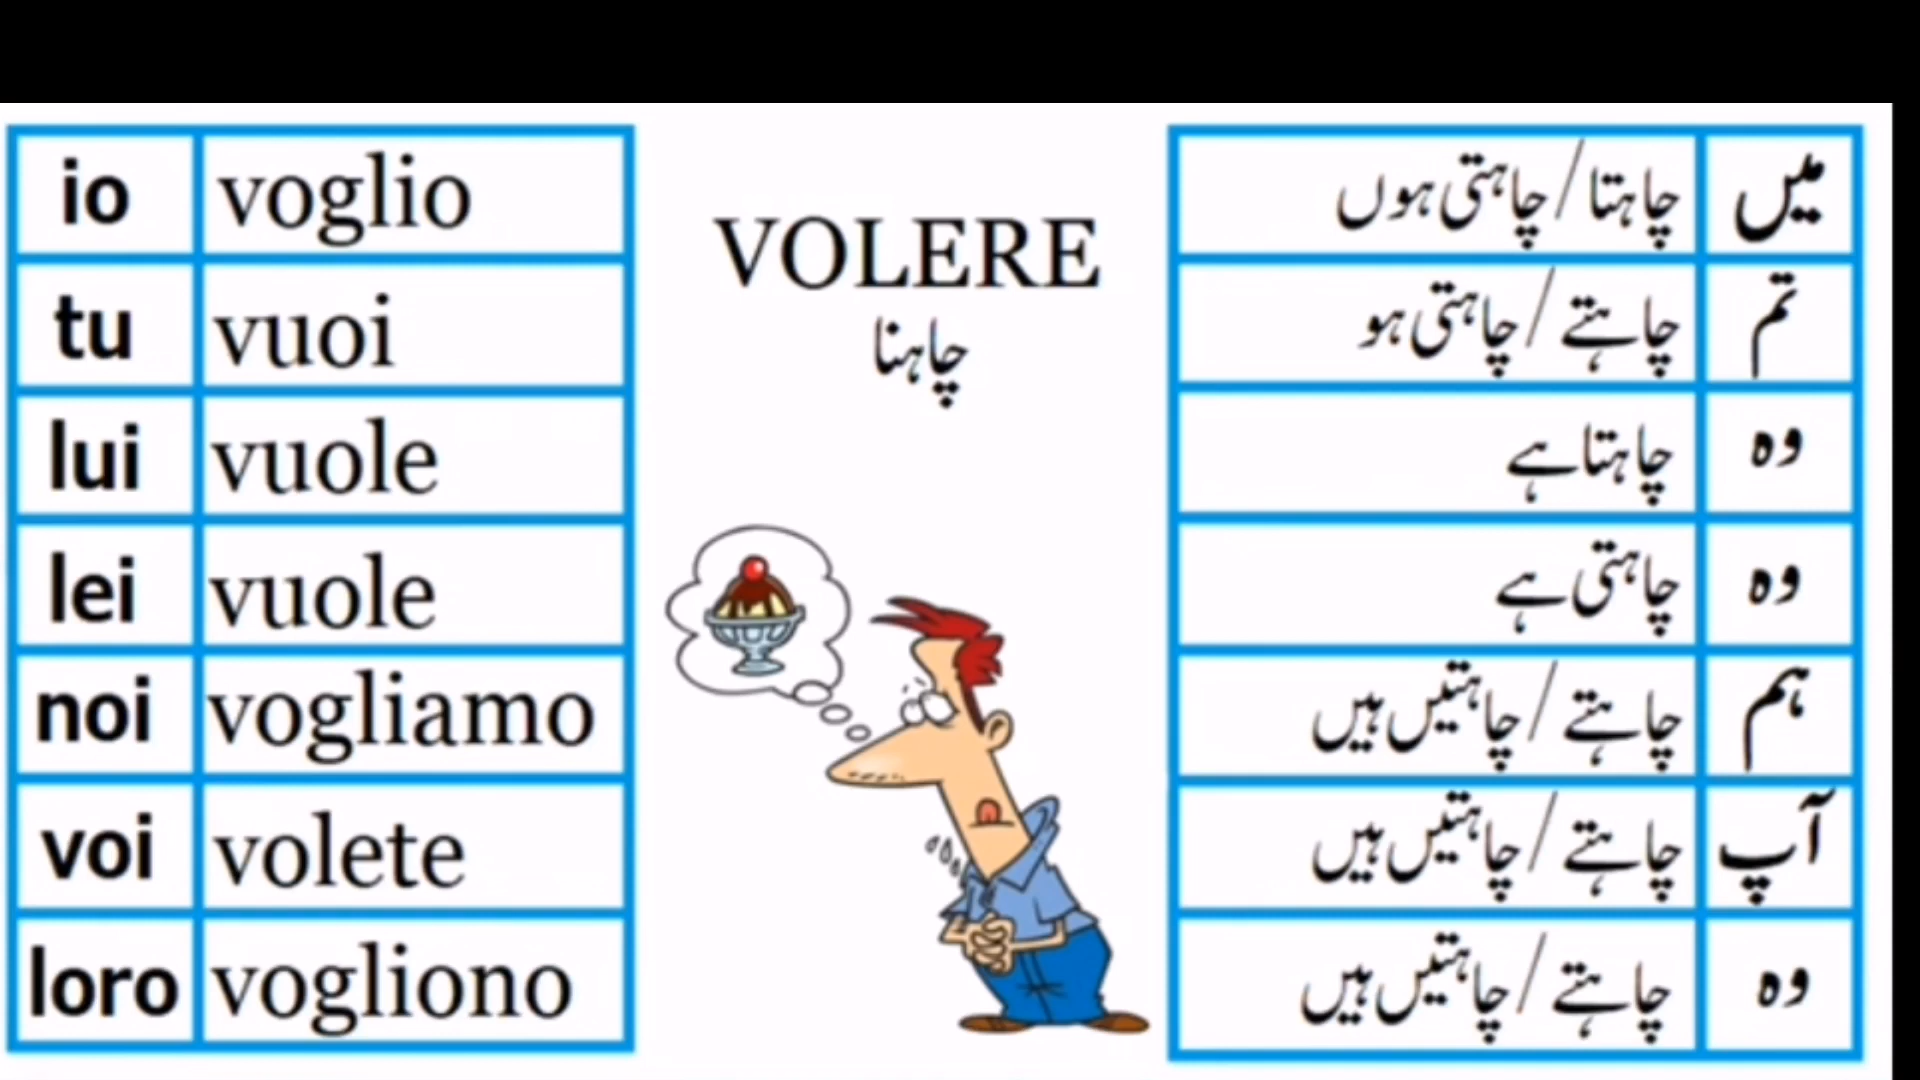 io voglio
tu vuoi
lui vuole
lei vuole
noi vogliamo
voi volete
loro vogliono
VOLERE
چاہنا
میں چاہتا / چاہتی ہوں
تم چاہتے / چاہتی ہو
وہ چاہتا ہے
وہ چاہتی ہے
ہم چاہتے / چاہتیں ہیں
آپ چاہتے / چاہتیں ہیں
وہ چاہتے / چاہتیں ہیں